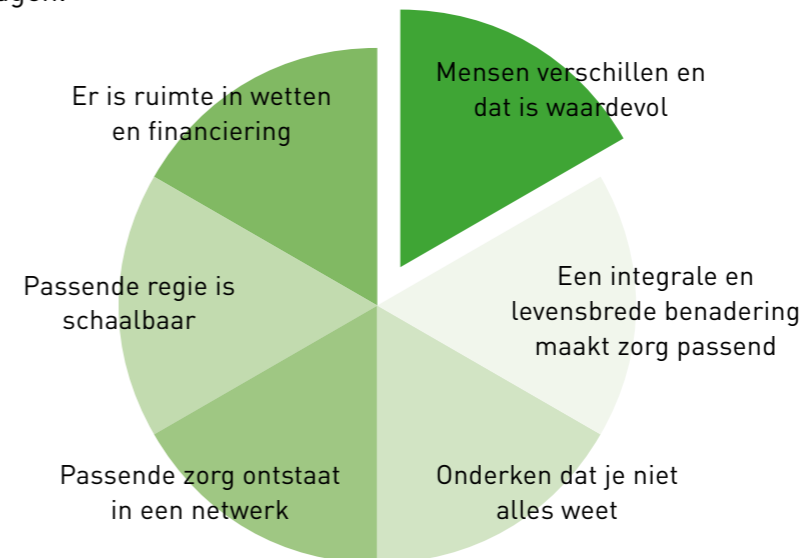 Mensen verschillen en
dat is waardevol
Een integrale en
levensbrede benadering
maakt zorg passend
Onderken dat je niet
alles weet
Passende zorg ontstaat
in een netwerk
Passende regie is
schaalbaar
Er is ruimte in wetten
en financiering